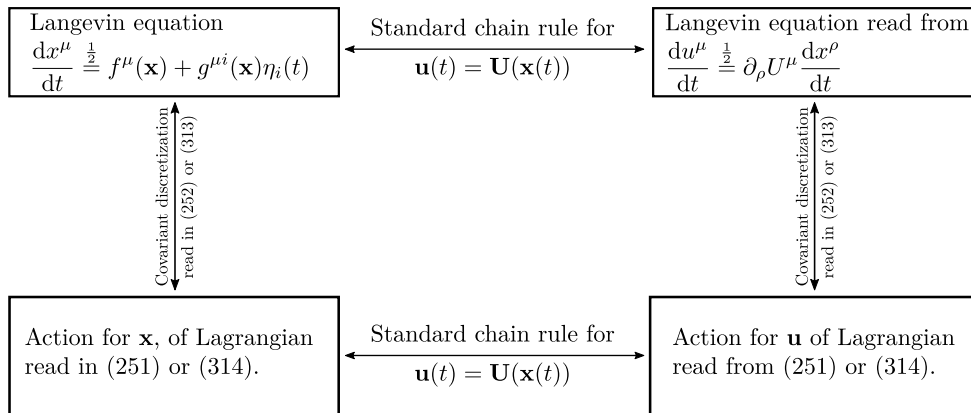 Langevin equation
dx^μ/dt ≝^{1/2} f^μ(𝐱) + g^{μi}(𝐱)η_i(t)
Standard chain rule for
𝐮(t) = 𝐔(𝐱(t))
Langevin equation read from
du^μ/dt =^{1/2} ∂_ρU^μ dx^ρ/dt
Covariant discretization
read in (252) or (313)
Covariant discretization
read in (252) or (313)
Action for 𝐱, of Lagrangian
read in (251) or (314).
Standard chain rule for
𝐮(t) = 𝐔(𝐱(t))
Action for 𝐮 of Lagrangian
read from (251) or (314).